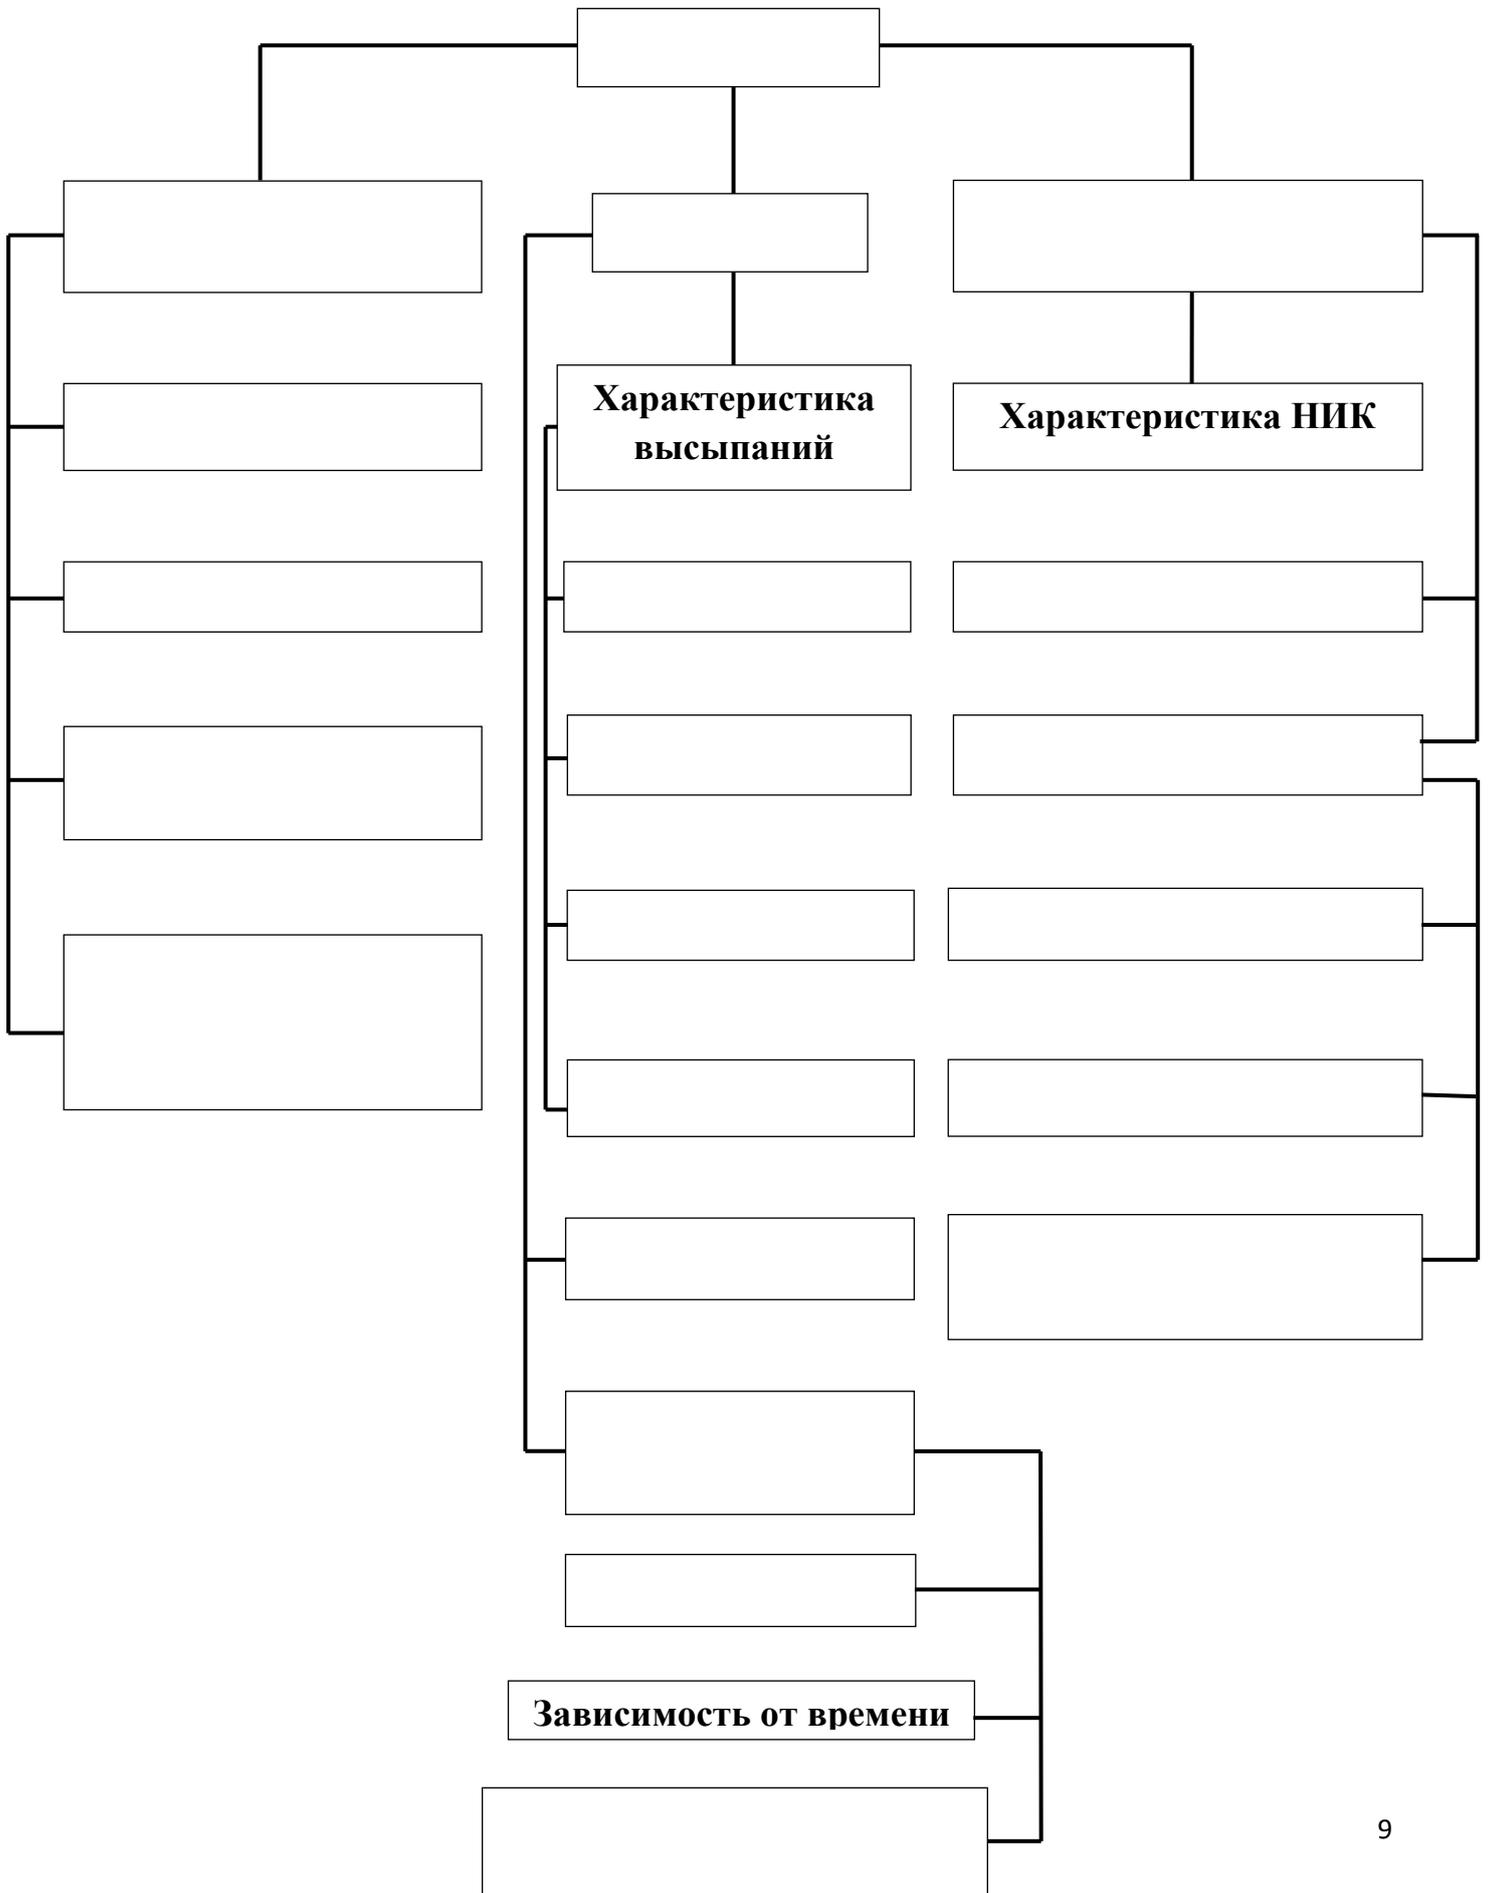 Характеристика
высыпаний
Характеристика НИК
Зависимость от времени
9